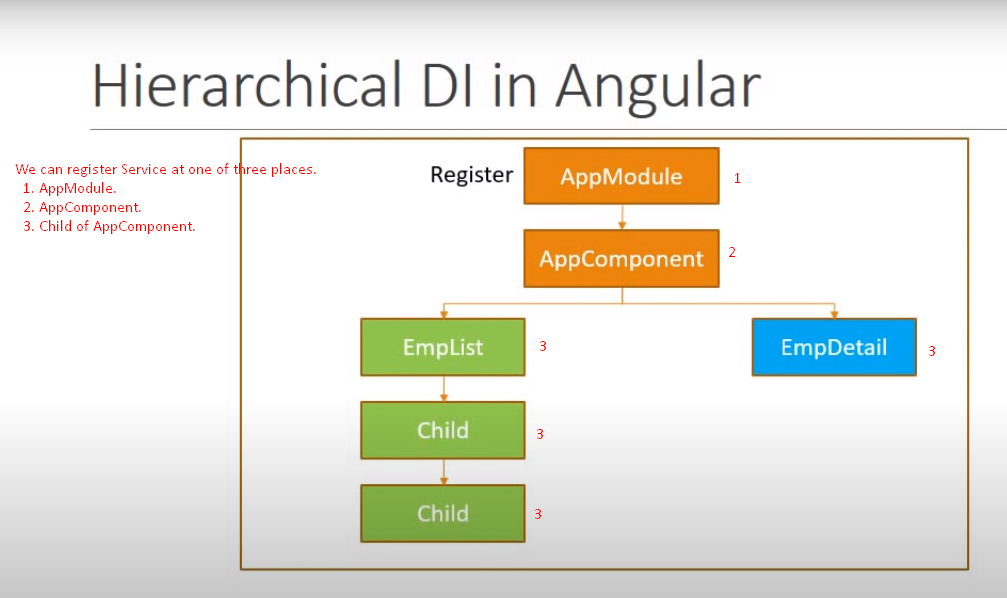 Hierarchical DI in Angular
We can register Service at one of three places.
1. AppModule.
2. AppComponent.
3. Child of AppComponent.
Register
AppModule
1
AppComponent
2
EmpList
3
EmpDetail
3
Child
3
Child
3